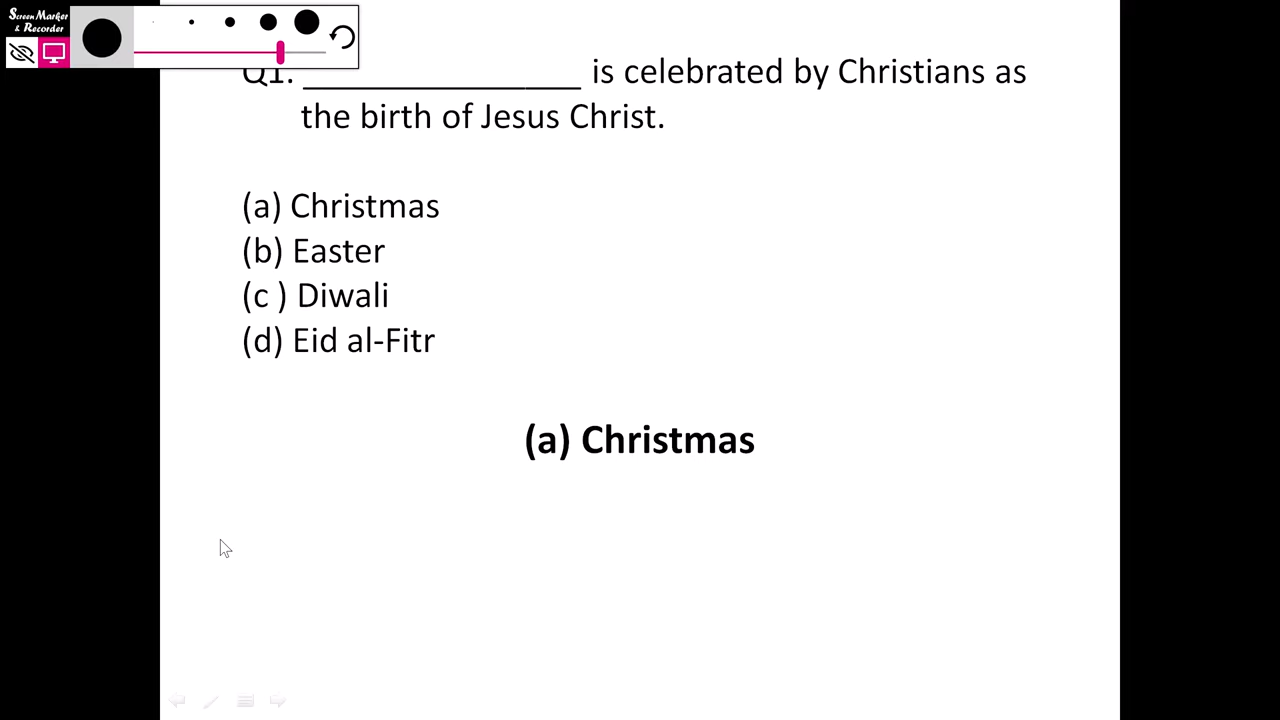 Screen Marker
& Recorder
Q1. ________________ is celebrated by Christians as
the birth of Jesus Christ.
(a) Christmas
(b) Easter
(c ) Diwali
(d) Eid al-Fitr
(a) Christmas